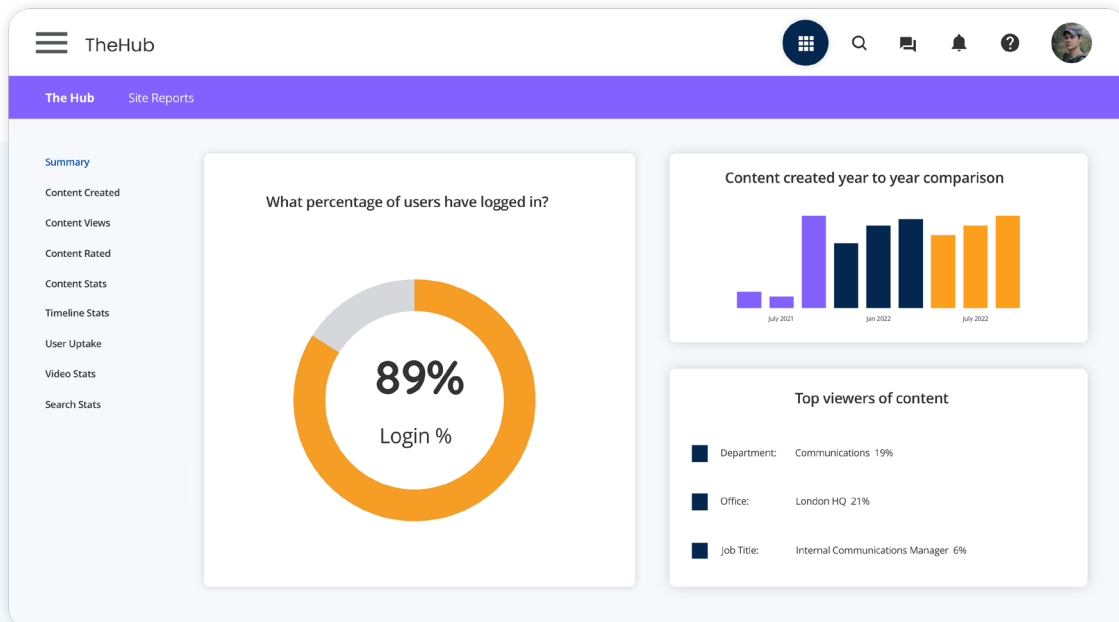 TheHub
The Hub Site Reports
Summary
Content Created
Content Views
Content Rated
Content Stats
Timeline Stats
User Uptake
Video Stats
Search Stats
What percentage of users have logged in?
89%
Login %
Content created year to year comparison
July 2021 Jan 2022 July 2022
Top viewers of content
Department: Communications 19%
Office: London HQ 21%
Job Title: Internal Communications Manager 6%